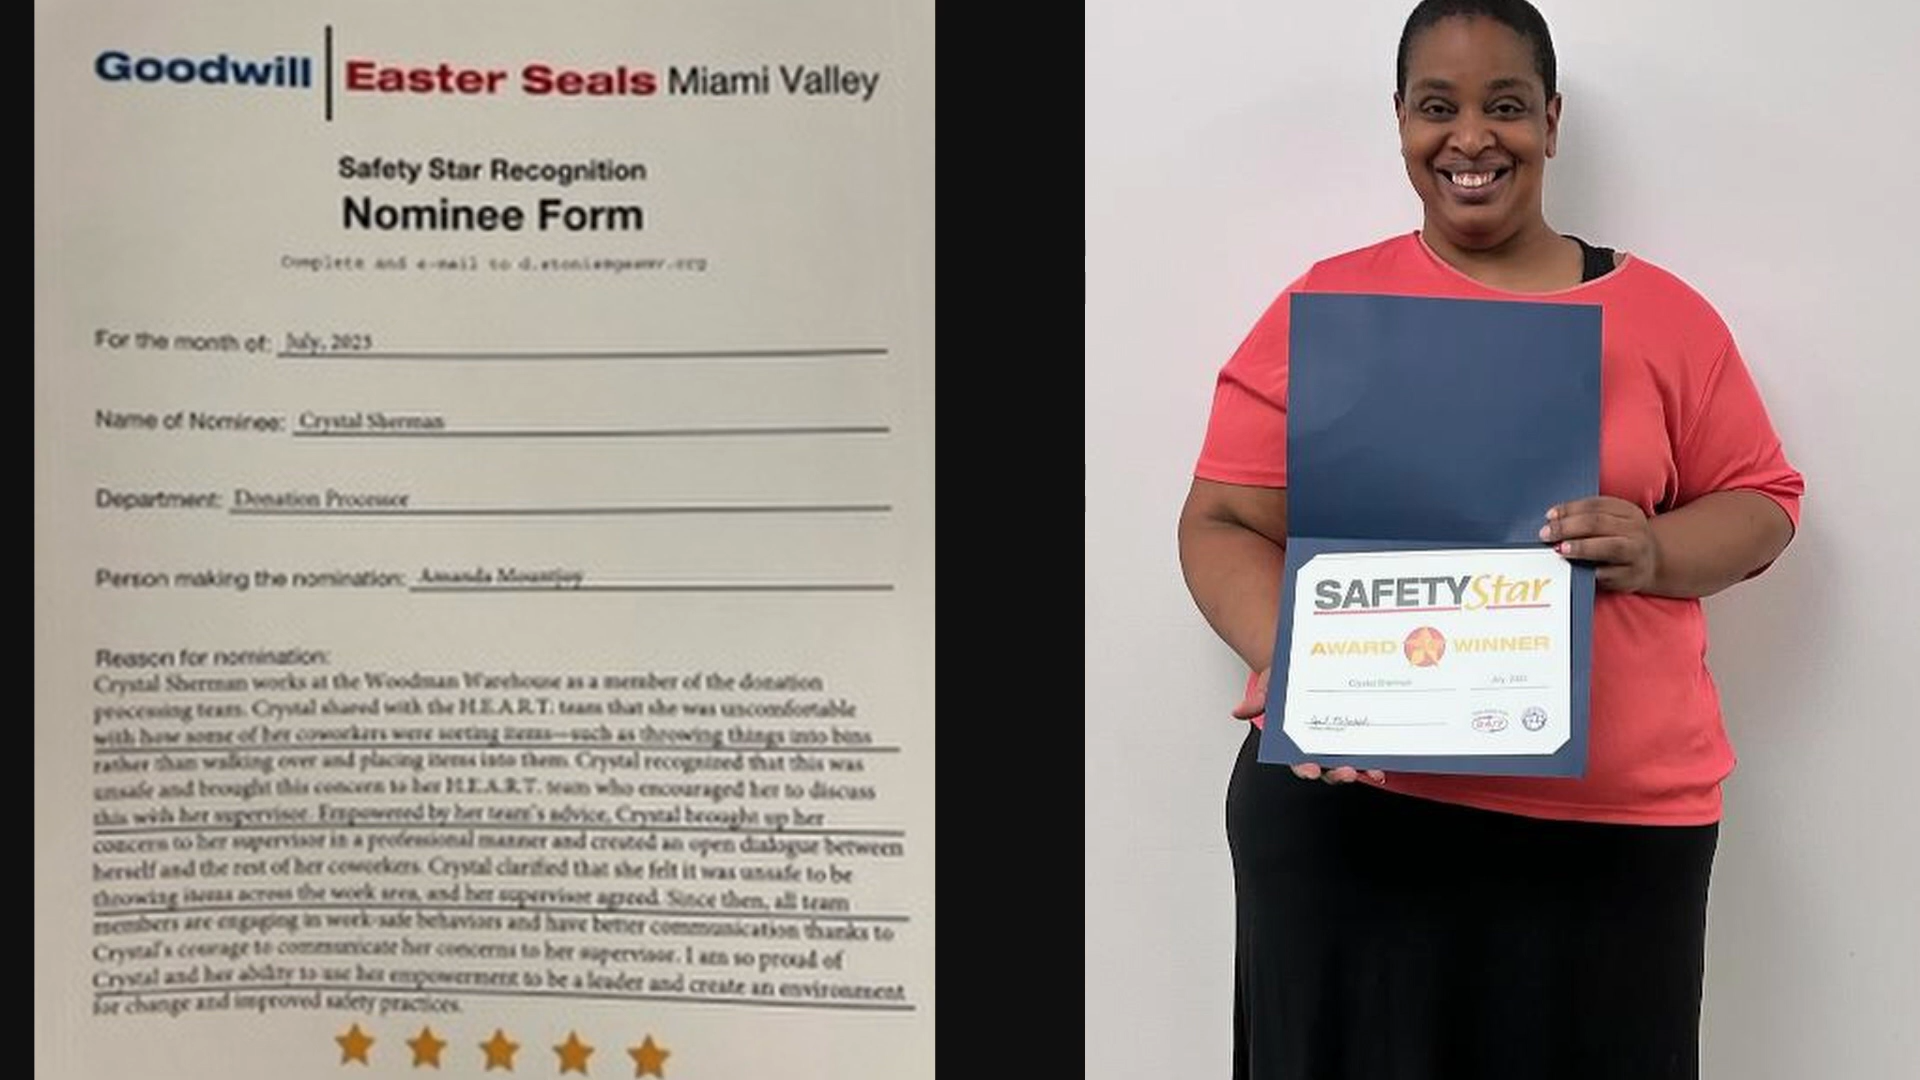 Goodwill | Easter Seals Miami Valley
Safety Star Recognition
Nominee Form
Complete and e-mail to
For the month of: July, 2025
Name of Nominee: Crystal Sherman
Department: Donation Processor
Person making the nomination: Amanda Mountjoy
Reason for nomination:
Crystal Sherman works at the Woodman Warehouse as a member of the donation
processing team. Crystal shared with the H.E.A.R.T. team that she was uncomfortable
with how some of her coworkers were sorting items—such as throwing things into bins
rather than walking over and placing items into them. Crystal recognized that this was
unsafe and brought this concern to her H.E.A.R.T. team who encouraged her to discuss
this with her supervisor. Empowered by her team's advice, Crystal brought up her
concern to her supervisor in a professional manner and created an open dialogue between
herself and the rest of her coworkers. Crystal clarified that she felt it was unsafe to be
throwing items across the work area, and her supervisor agreed. Since then, all team
members are engaging in work-safe behaviors and have better communication thanks to
Crystal's courage to communicate her concerns to her supervisor. I am so proud of
Crystal and her ability to use her empowerment to be a leader and create an environment
for change and improved safety practices.
SAFETYStar
AWARD WINNER
Crystal Sherman